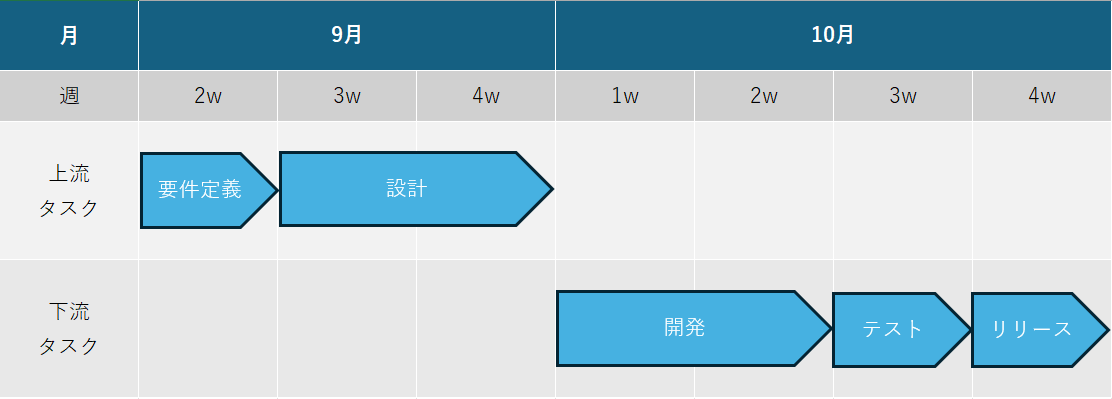 月 9月 10月
週 2w 3w 4w 1w 2w 3w 4w
上流
タスク
要件定義 設計
下流
タスク
開発 テスト リリース